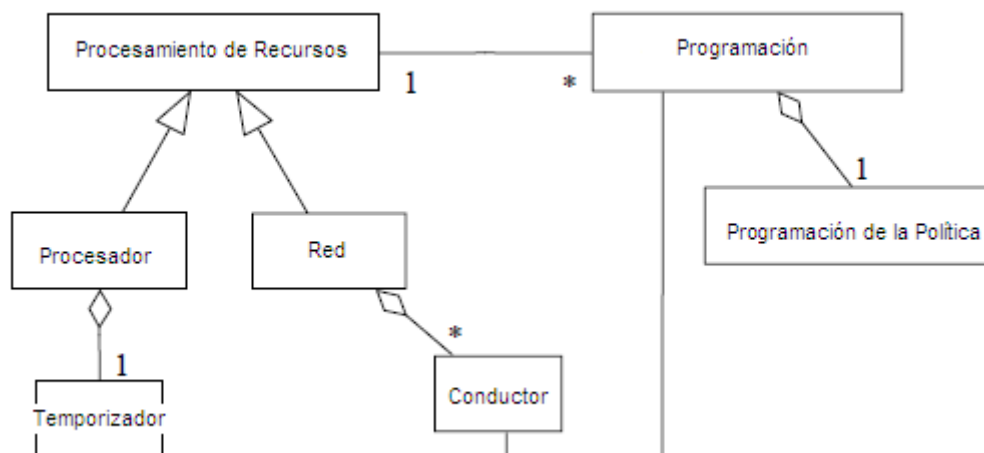 Procesamiento de Recursos
Programación
1
*
1
Programación de la Política
Procesador
Red
*
1
Conductor
Temporizador